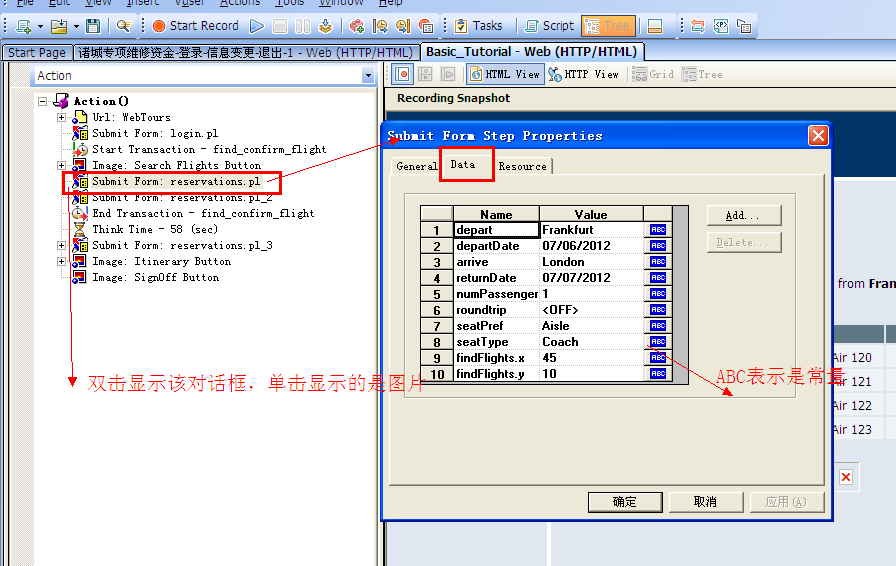 File Edit View Insert Vuser Actions Tools Window Help
Start Record Tasks Script Tree
Start Page 诸城专项维修资金-登录-信息变更-退出-1 - Web (HTTP/HTML) Basic_Tutorial - Web (HTTP/HTML)
Action
HTML View HTTP View Grid Tree
Recording Snapshot
Action()
Url: WebTours
Submit Form: login.pl
Start Transaction - find_confirm_flight
Image: Search Flights Button
Submit Form: reservations.pl
Submit Form: reservations.pl_2
End Transaction - find_confirm_flight
Think Time - 58 (sec)
Submit Form: reservations.pl_3
Image: Itinerary Button
Image: SignOff Button
双击显示该对话框，单击显示的是图片
Submit Form Step Properties
General Data Resource
Name Value
1 depart Frankfurt ABC
2 departDate 07/06/2012 ABC
3 arrive London ABC
4 returnDate 07/07/2012 ABC
5 numPassenger 1 ABC
6 roundtrip <OFF> ABC
7 seatPref Aisle ABC
8 seatType Coach ABC
9 findFlights.x 45 ABC
10 findFlights.y 10 ABC
Add...
Delete...
ABC表示是常量
确定 取消 应用(A)
from Fran
Air 120
Air 121
Air 122
Air 123